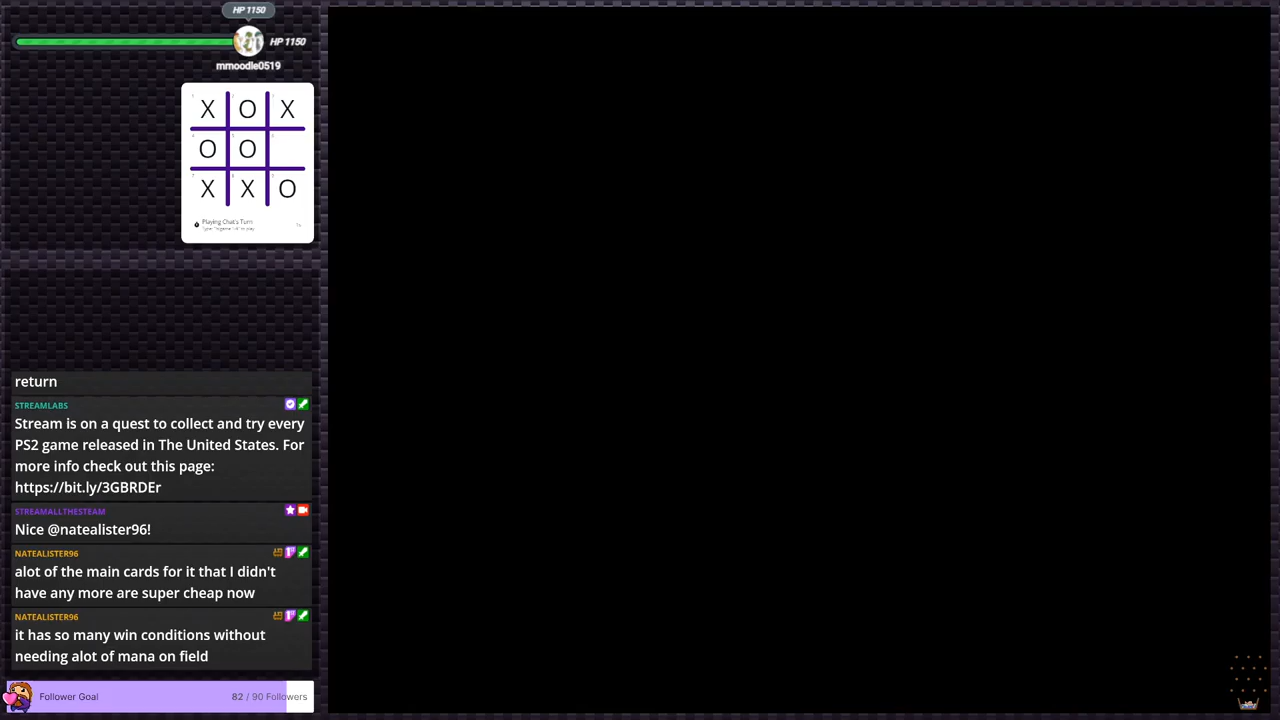 HP 1150
HP 1150
mmoodle0519
X O X
O O
X X O
Playing Chat's Turn
return
STREAMLABS
Stream is on a quest to collect and try every
PS2 game released in The United States. For
more info check out this page:
https://bit.ly/3GBRDEr
STREAMALLTHESTEAM
Nice @natealister96!
NATEALISTER96
alot of the main cards for it that I didn't
have any more are super cheap now
NATEALISTER96
it has so many win conditions without
needing alot of mana on field
Follower Goal 82 / 90 Followers